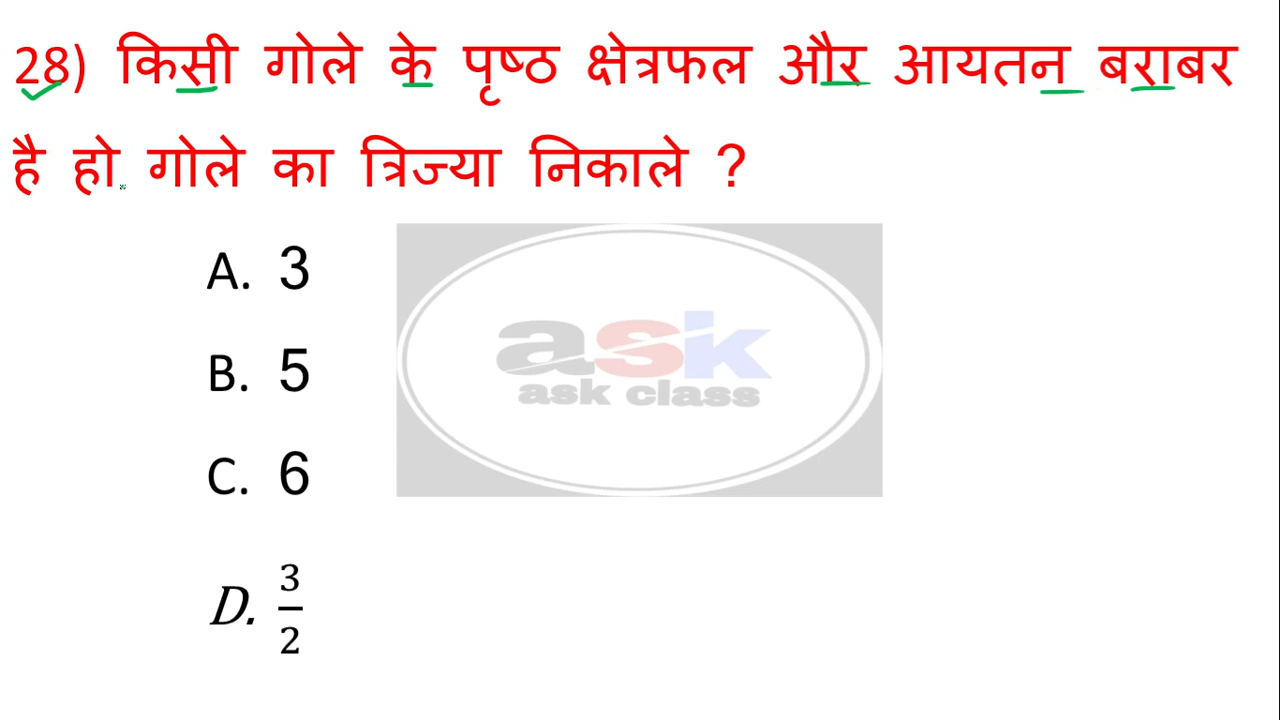 28) किसी गोले के पृष्ठ क्षेत्रफल और आयतन बराबर
है हो गोले का त्रिज्या निकाले ?
A. 3
B. 5
C. 6
D. 3/2
ask
ask class